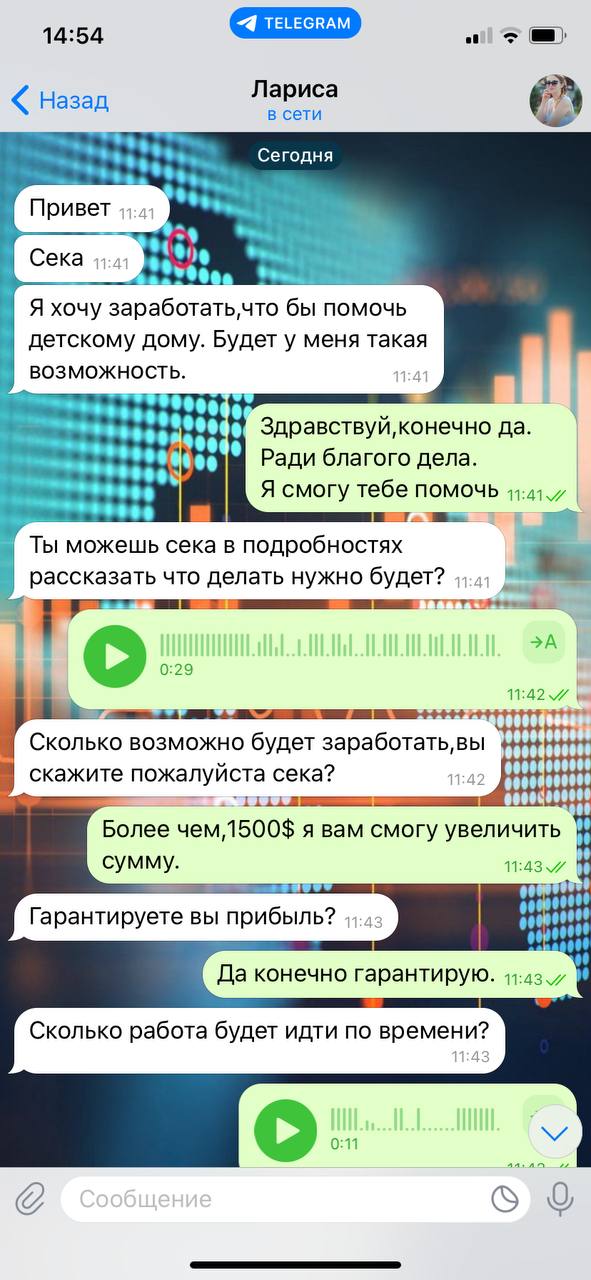 14:54
TELEGRAM
Назад
Лариса
в сети
Сегодня
Привет 11:41
Сека 11:41
Я хочу заработать,что бы помочь
детскому дому. Будет у меня такая
возможность. 11:41
Здравствуй,конечно да.
Ради благого дела.
Я смогу тебе помочь 11:41
Ты можешь сека в подробностях
рассказать что делать нужно будет? 11:41
→A
0:29
11:42
Сколько возможно будет заработать,вы
скажите пожалуйста сека? 11:42
Более чем,1500$ я вам смогу увеличить
сумму. 11:43
Гарантируете вы прибыль? 11:43
Да конечно гарантирую. 11:43
Сколько работа будет идти по времени?
11:43
0:11
Сообщение